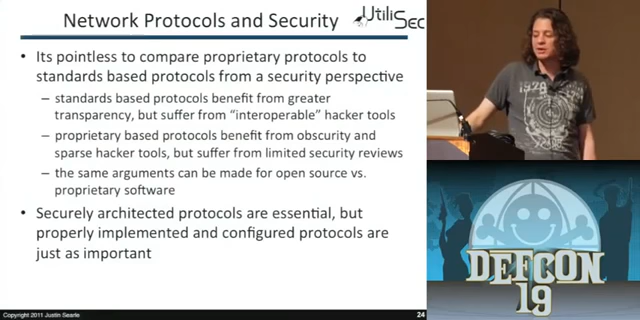 Network Protocols and Security
UtiliSec
• Its pointless to compare proprietary protocols to
standards based protocols from a security perspective
– standards based protocols benefit from greater
transparency, but suffer from "interoperable" hacker tools
– proprietary based protocols benefit from obscurity and
sparse hacker tools, but suffer from limited security reviews
– the same arguments can be made for open source vs.
proprietary software
• Securely architected protocols are essential, but
properly implemented and configured protocols are
just as important
Copyright 2011 Justin Searle
24
DEFCON
19